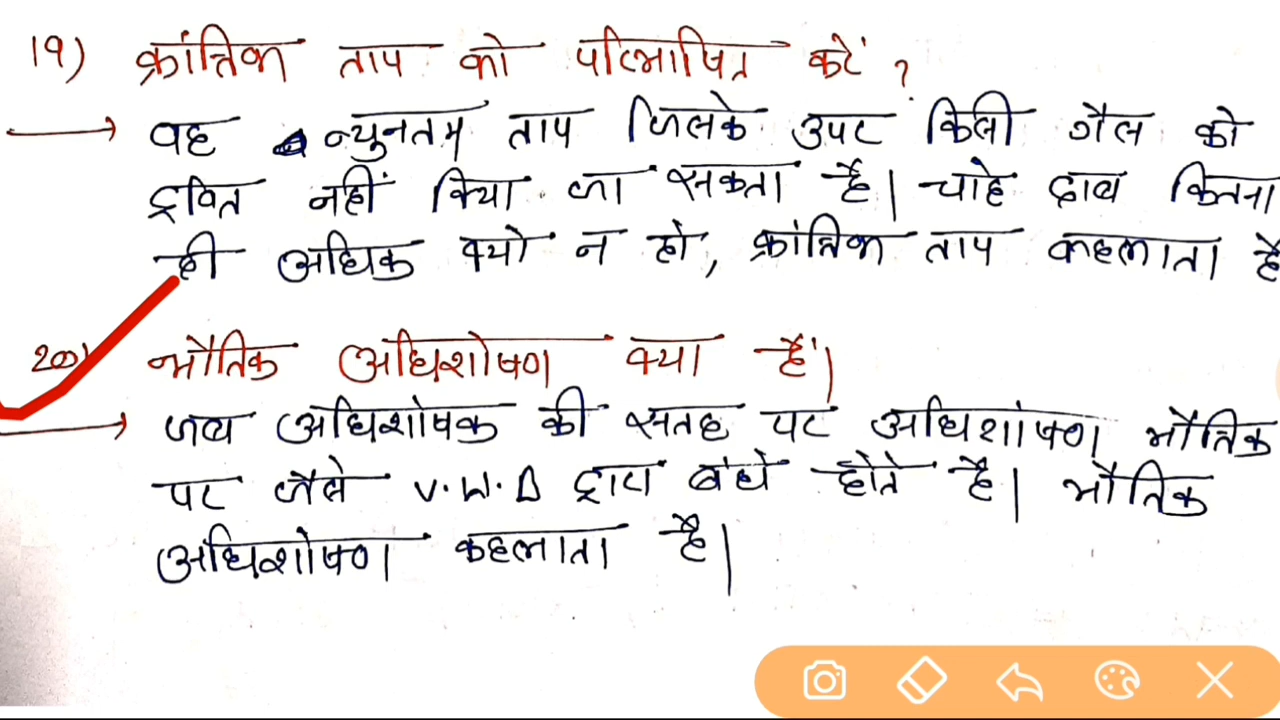 19) क्रांतिक ताप को परिभाषित करें ?
वह न्युनतम ताप जिसके उपर किसी गैस को
द्रवित नहीं किया जा सकता है। चाहे दाब कितना
ही अधिक क्यो न हो, क्रांतिक ताप कहलाता है
20) भौतिक अधिशोषण क्या है।
जब अधिशोषक की सतह पर अधिशोषण भौतिक
पर जैसे V.W.D द्वारा बंधे होते है। भौतिक
अधिशोषण कहलाता है।